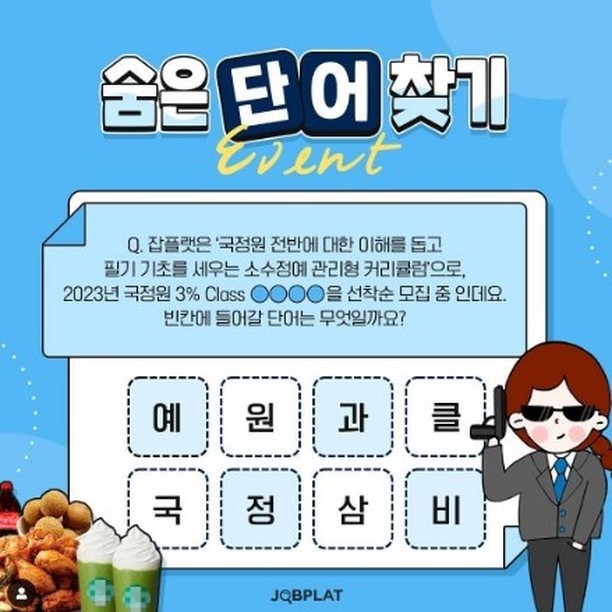 숨은 단어 찾기
Event
Q. 잡플랫은 '국정원 전반에 대한 이해를 돕고
필기 기초를 세우는 소수정예 관리형 커리큘럼'으로,
2023년 국정원 3% Class ○○○○을 선착순 모집 중 인데요.
빈칸에 들어갈 단어는 무엇일까요?
예 원 과 클
국 정 삼 비
JOBPLAT